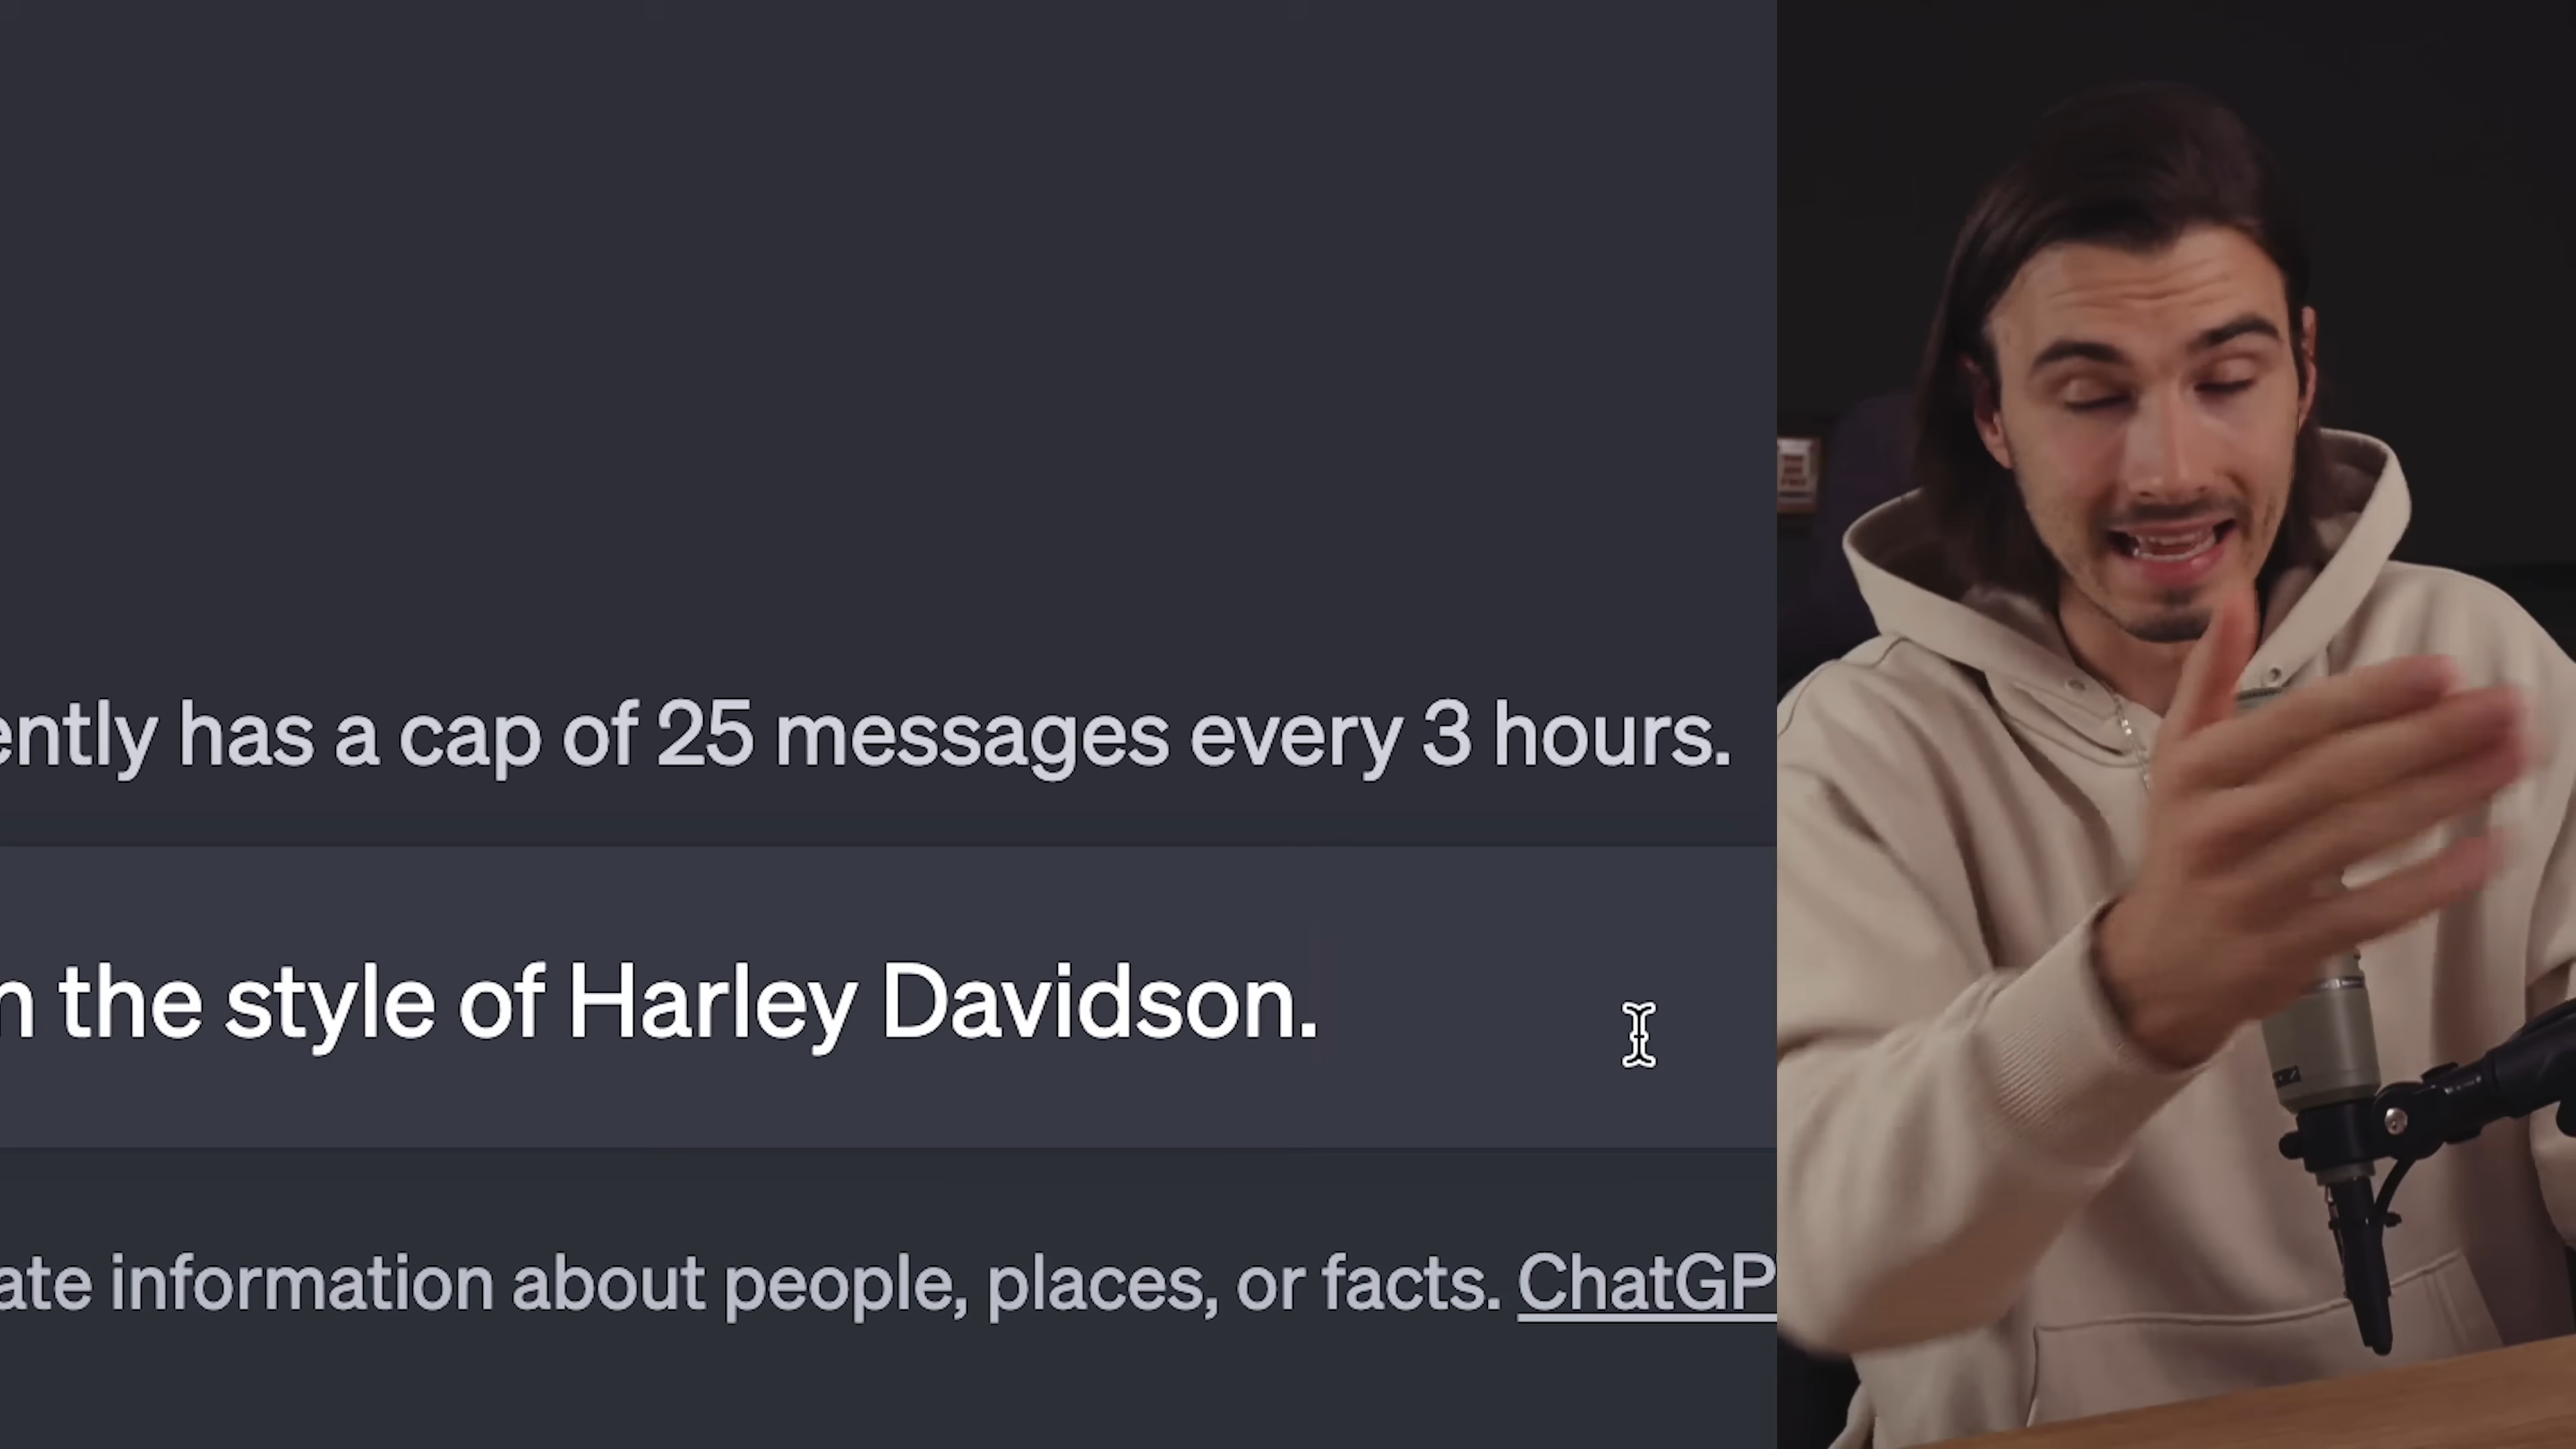 ently has a cap of 25 messages every 3 hours.
n the style of Harley Davidson.
ate information about people, places, or facts. ChatGP